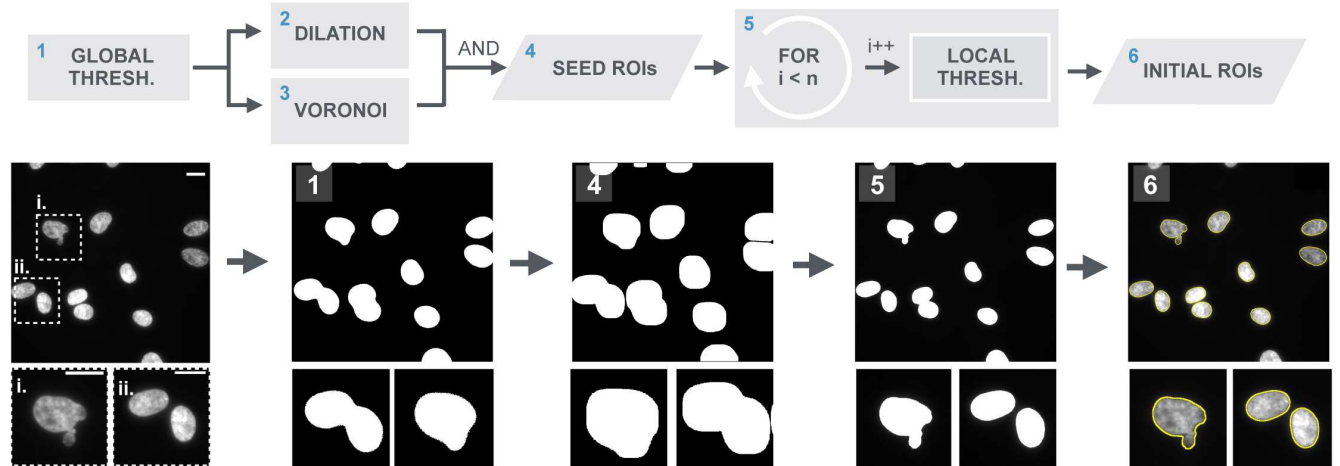 1 GLOBAL
THRESH.
2 DILATION
3 VORONOI
AND
4 SEED ROIs
5 FOR
i < n
i++
LOCAL
THRESH.
6 INITIAL ROIs
i.
ii.
1
4
5
6
i.
ii.